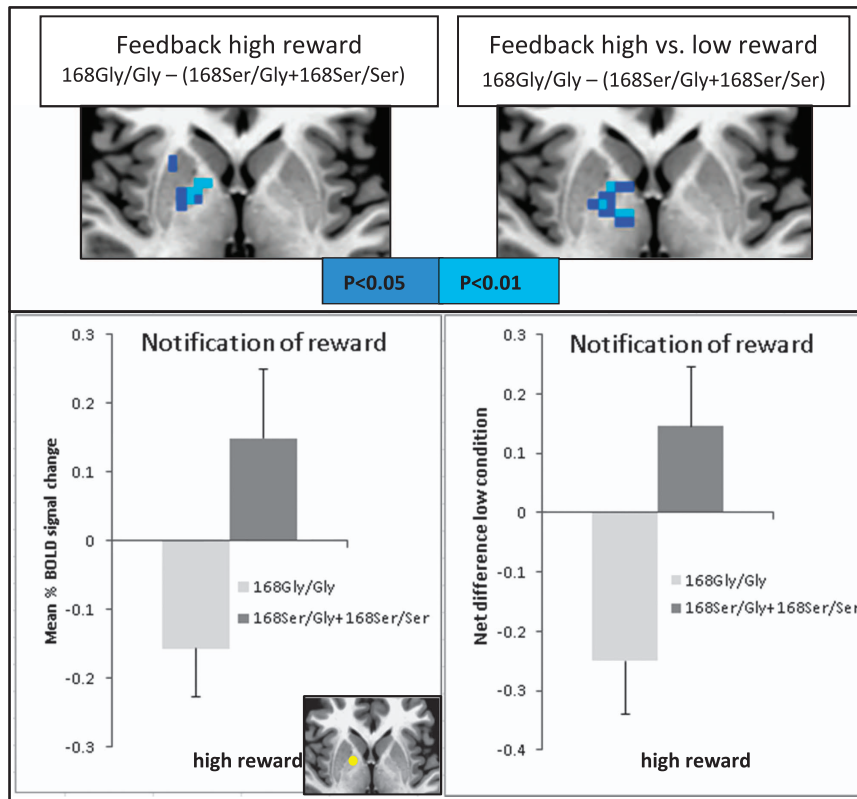 Feedback high reward
168Gly/Gly – (168Ser/Gly+168Ser/Ser)
Feedback high vs. low reward
168Gly/Gly – (168Ser/Gly+168Ser/Ser)
P<0.05
P<0.01
Notification of reward
Mean % BOLD signal change
0.3
0.2
0.1
0
-0.1
-0.2
-0.3
168Gly/Gly
168Ser/Gly+168Ser/Ser
high reward
Notification of reward
Net difference low condition
0.3
0.2
0.1
0
-0.1
-0.2
-0.3
-0.4
168Gly/Gly
168Ser/Gly+168Ser/Ser
high reward